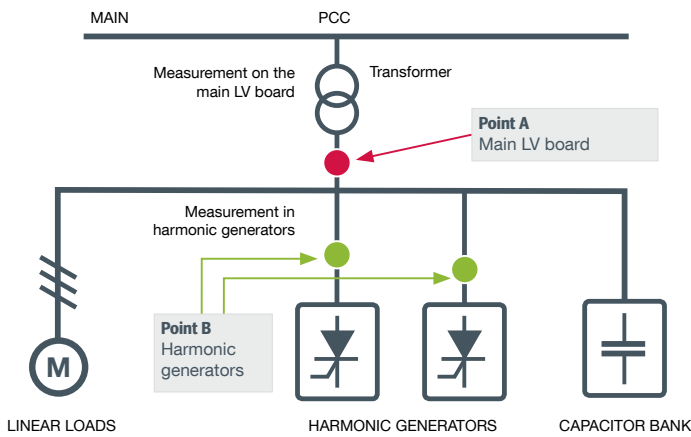 MAIN
PCC
Measurement on the
main LV board
Transformer
Point A
Main LV board
Measurement in
harmonic generators
Point B
Harmonic
generators
M
LINEAR LOADS
HARMONIC GENERATORS
CAPACITOR BANK